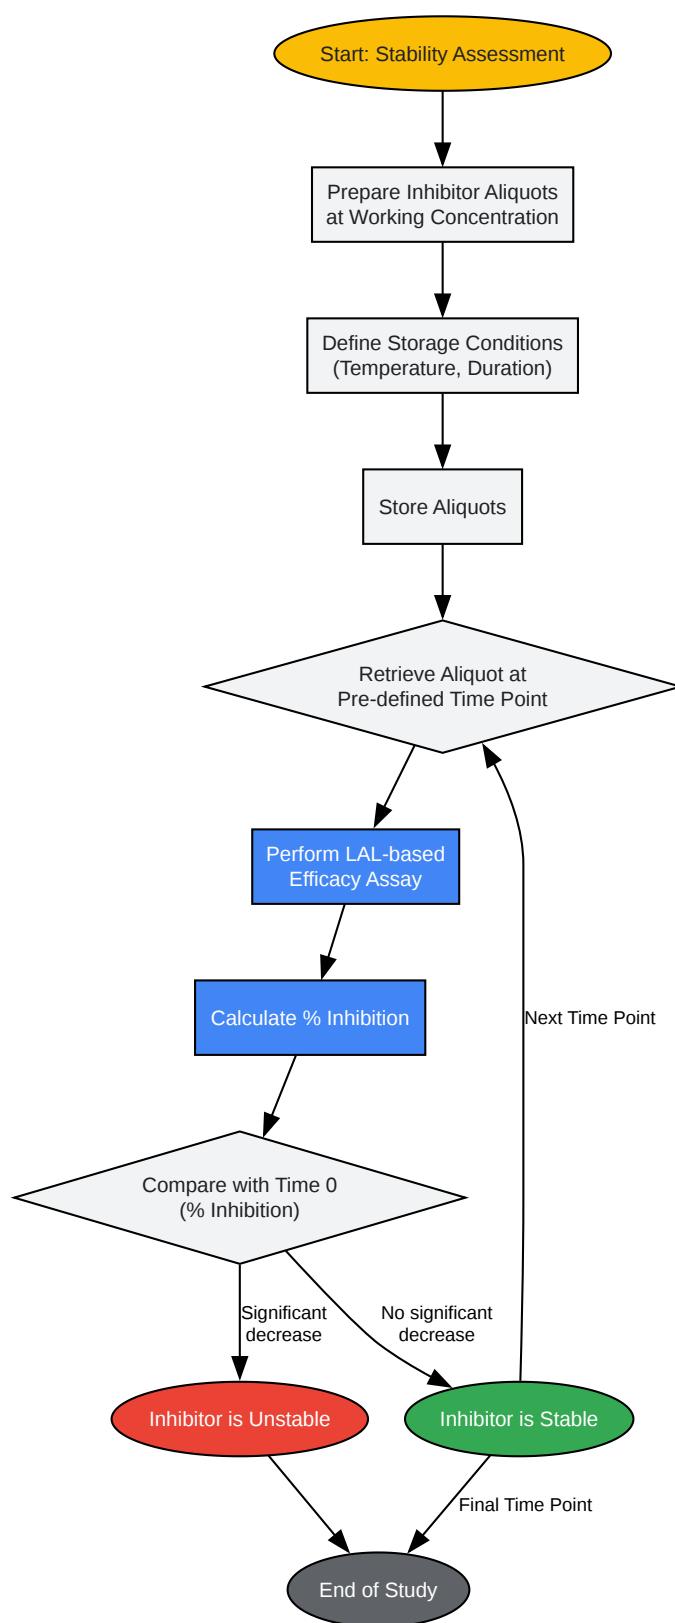 Start: Stability Assessment
Prepare Inhibitor Aliquots
at Working Concentration
Define Storage Conditions
(Temperature, Duration)
Store Aliquots
Retrieve Aliquot at
Pre-defined Time Point
Perform LAL-based
Efficacy Assay
Calculate % Inhibition
Next Time Point
Compare with Time 0
(% Inhibition)
Significant
decrease
No significant
decrease
Inhibitor is Unstable
Inhibitor is Stable
Final Time Point
End of Study